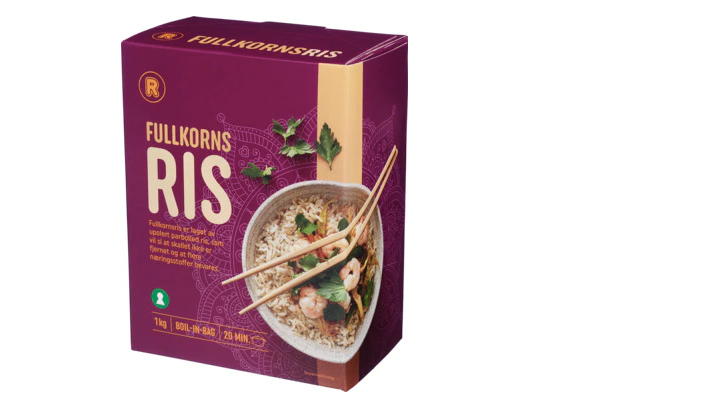 R FULLKORNSRIS
R
FULLKORNS
RIS
Fullkornsris er laget av
upolert parboiled ris, som
vil si at skallet ikke er
fjernet og at flere
næringsstoffer bevares.
1kg BOIL-IN-BAG 20 MIN.